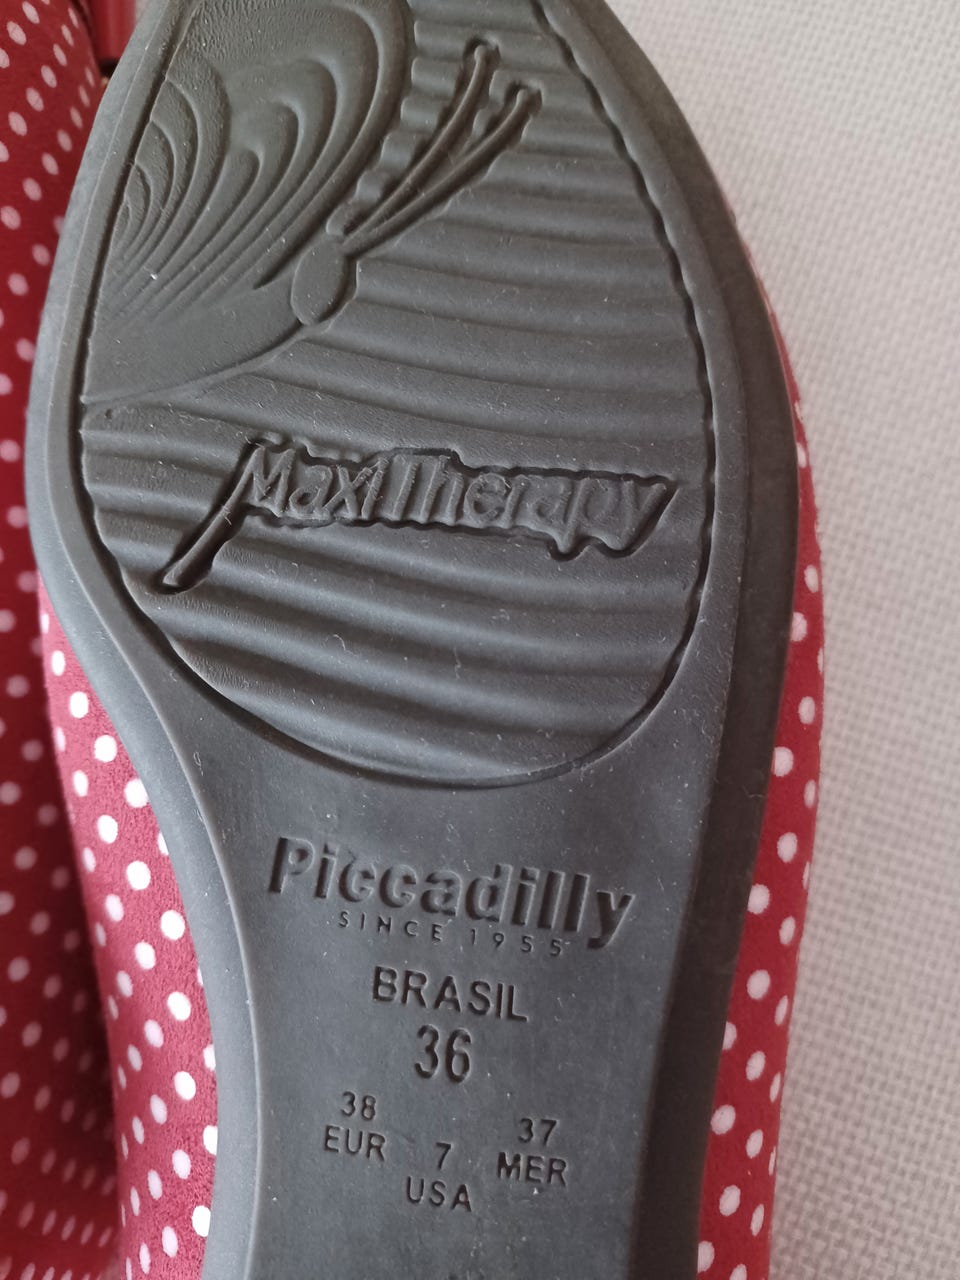 MaxiTherapy
Piccadilly
SINCE 1955
BRASIL
36
38 EUR
7 USA
37 MER